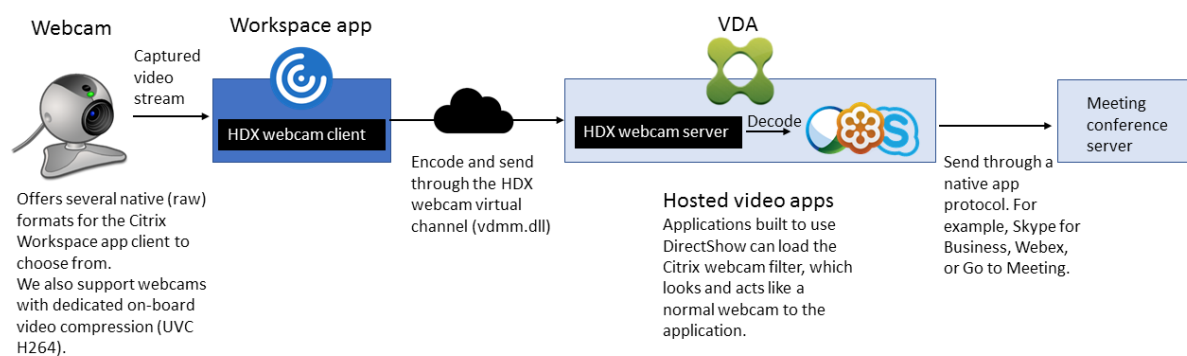 Webcam
Captured
video
stream
Offers several native (raw)
formats for the Citrix
Workspace app client to
choose from.
We also support webcams
with dedicated on-board
video compression (UVC
H264).
Workspace app
HDX webcam client
Encode and send
through the HDX
webcam virtual
channel (vdmm.dll)
VDA
HDX webcam server
Decode
S
Hosted video apps
Applications built to use
DirectShow can load the
Citrix webcam filter, which
looks and acts like a
normal webcam to the
application.
Send through a
native app
protocol. For
example, Skype for
Business, Webex,
or Go to Meeting.
Meeting
conference
server